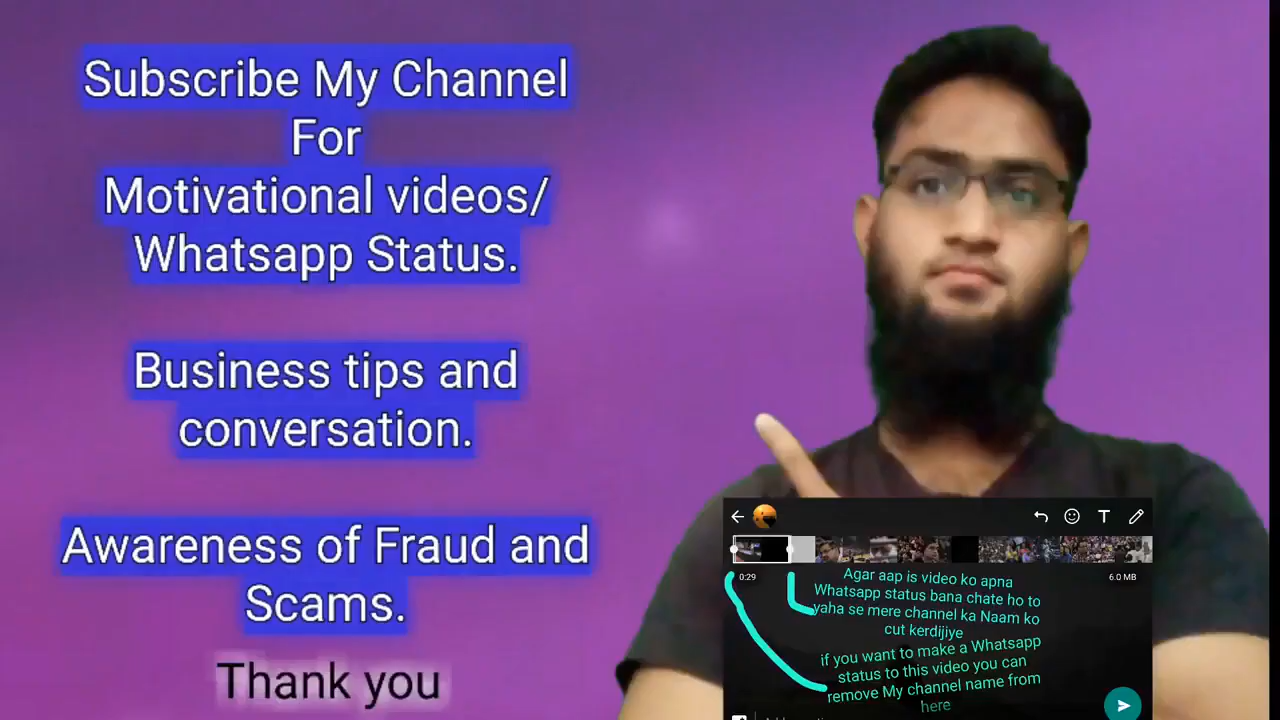 Subscribe My Channel
For
Motivational videos/
Whatsapp Status.
Business tips and
conversation.
Awareness of Fraud and
Scams.
Thank you
T
0:29
6.0 MB
Agar aap is video ko apna
Whatsapp status bana chate ho to
yaha se mere channel ka Naam ko
cut kerdijiye
if you want to make a Whatsapp
status to this video you can
remove My channel name from
here